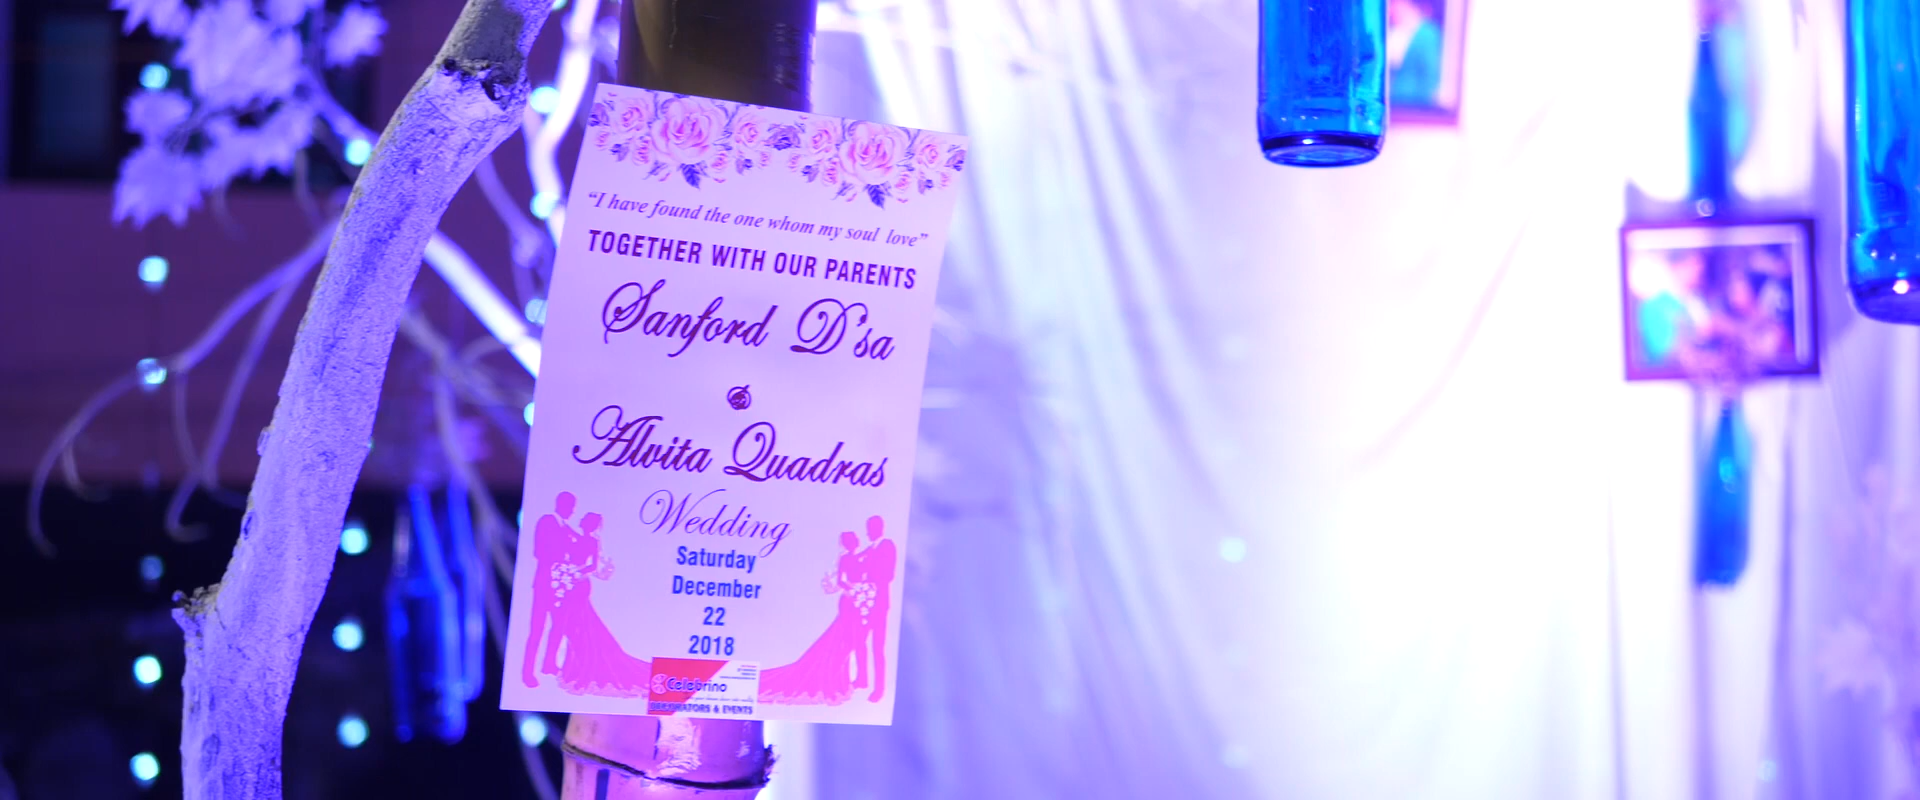 “I have found the one whom my soul love”
TOGETHER WITH OUR PARENTS
Sanford D'sa
&
Alvita Quadras
Wedding
Saturday
December
22
2018
Celebrino
DEKORATORS & EVENTS